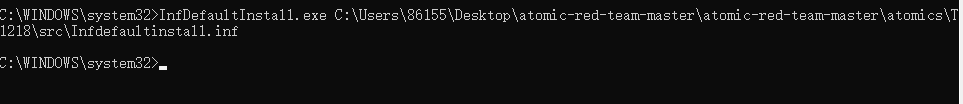 C:\WINDOWS\system32>InfDefaultInstall.exe C:\Users\86155\Desktop\atomic-red-team-master\atomic-red-team-master\atomics\T
1218\src\Infdefaultinstall.inf
C:\WINDOWS\system32>